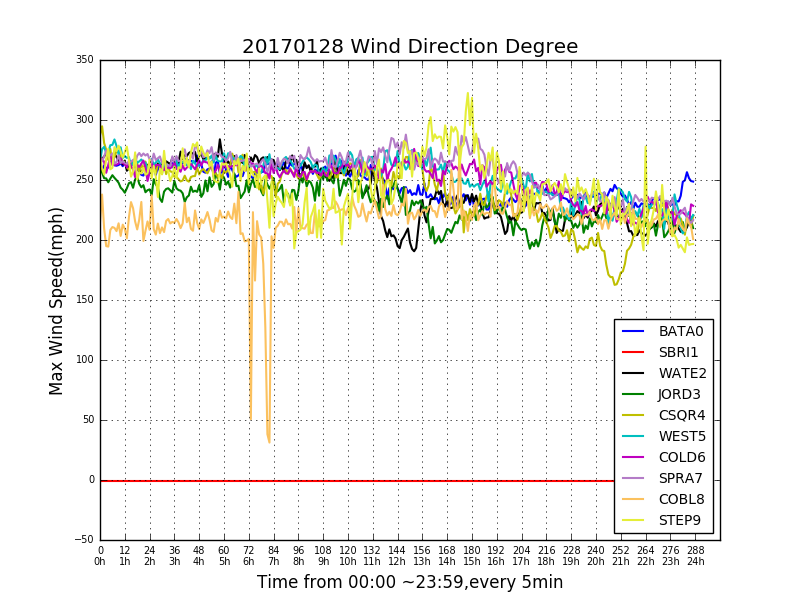 20170128 Wind Direction Degree
Max Wind Speed(mph)
350
300
250
200
150
100
50
0
−50
0 12 24 36 48 60 72 84 96 108 120 132 144 156 168 180 192 204 216 228 240 252 264 276 288
0h 1h 2h 3h 4h 5h 6h 7h 8h 9h 10h 11h 12h 13h 14h 15h 16h 17h 18h 19h 20h 21h 22h 23h 24h
Time from 00:00 ~23:59,every 5min
BATA0
SBRI1
WATE2
JORD3
CSQR4
WEST5
COLD6
SPRA7
COBL8
STEP9